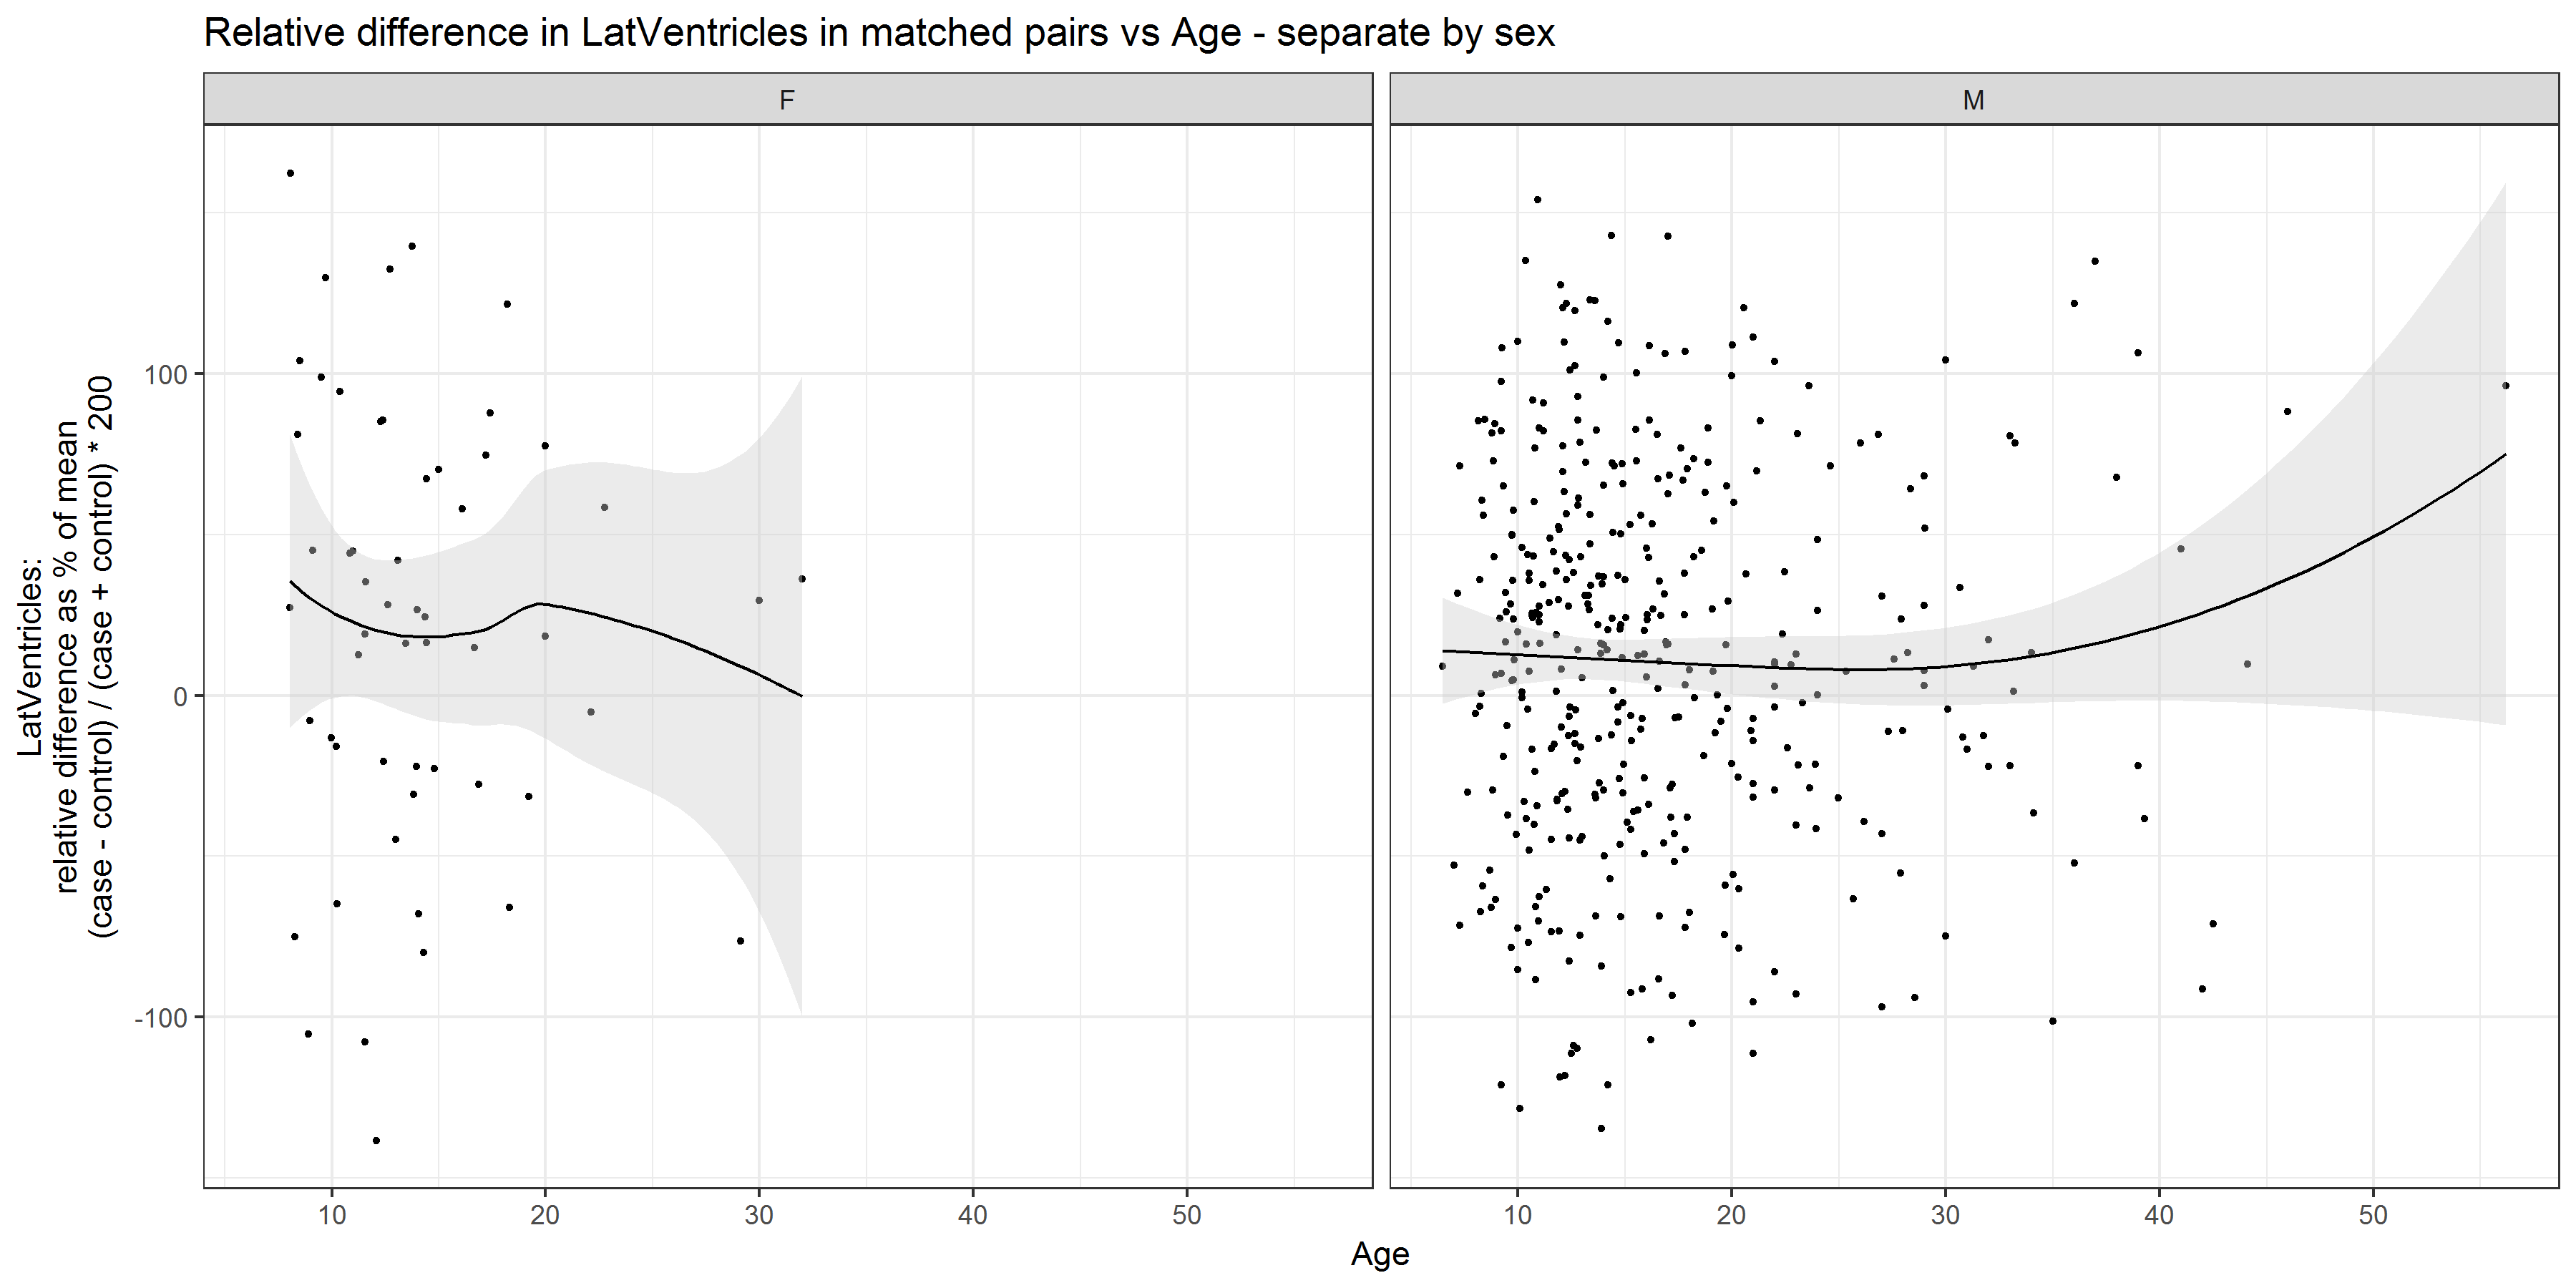 Relative difference in LatVentricles in matched pairs vs Age - separate by sex
F
M
LatVentricles:
relative difference as % of mean
(case - control) / (case + control) * 200
100
0
-100
10 20 30 40 50
10 20 30 40 50
Age